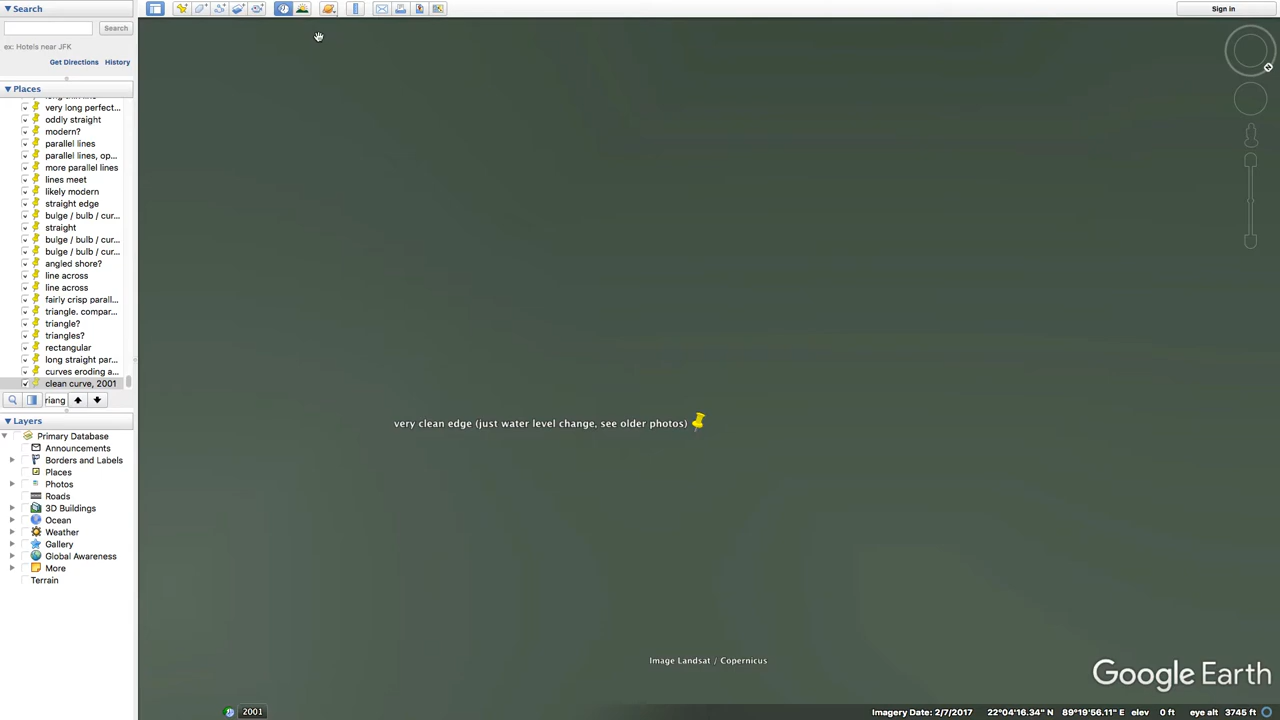 Search
Sign in
Search
ex: Hotels near JFK
Get Directions
History
Places
very long perfect...
oddly straight
modern?
parallel lines
parallel lines, op...
more parallel lines
lines meet
likely modern
straight edge
bulge / bulb / cur...
straight
bulge / bulb / cur...
bulge / bulb / cur...
angled shore?
line across
line across
fairly crisp parall...
triangle. compar...
triangle?
triangles?
rectangular
long straight par...
curves eroding a...
clean curve, 2001
riang
Layers
Primary Database
Announcements
Borders and Labels
Places
Photos
Roads
3D Buildings
Ocean
Weather
Gallery
Global Awareness
More
Terrain
very clean edge (just water level change, see older photos)
Image Landsat / Copernicus
Google Earth
2001
Imagery Date: 2/7/2017 22°04'16.34" N 89°19'56.11" E elev 0 ft eye alt 3745 ft